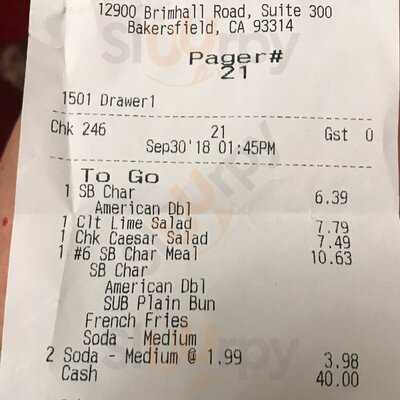 12900 Brimhall Road, Suite 300
Bakersfield, CA 93314
Pager#
21
1501 Drawer1
Chk 246 21 Gst 0
Sep30'18 01:45PM
To Go
1 SB Char 6.39
American Dbl
1 Clt Lime Salad 7.79
1 Chk Caesar Salad 7.49
1 #6 SB Char Meal 10.63
SB Char
American Dbl
SUB Plain Bun
French Fries
Soda - Medium
2 Soda - Medium @ 1.99 3.98
Cash 40.00